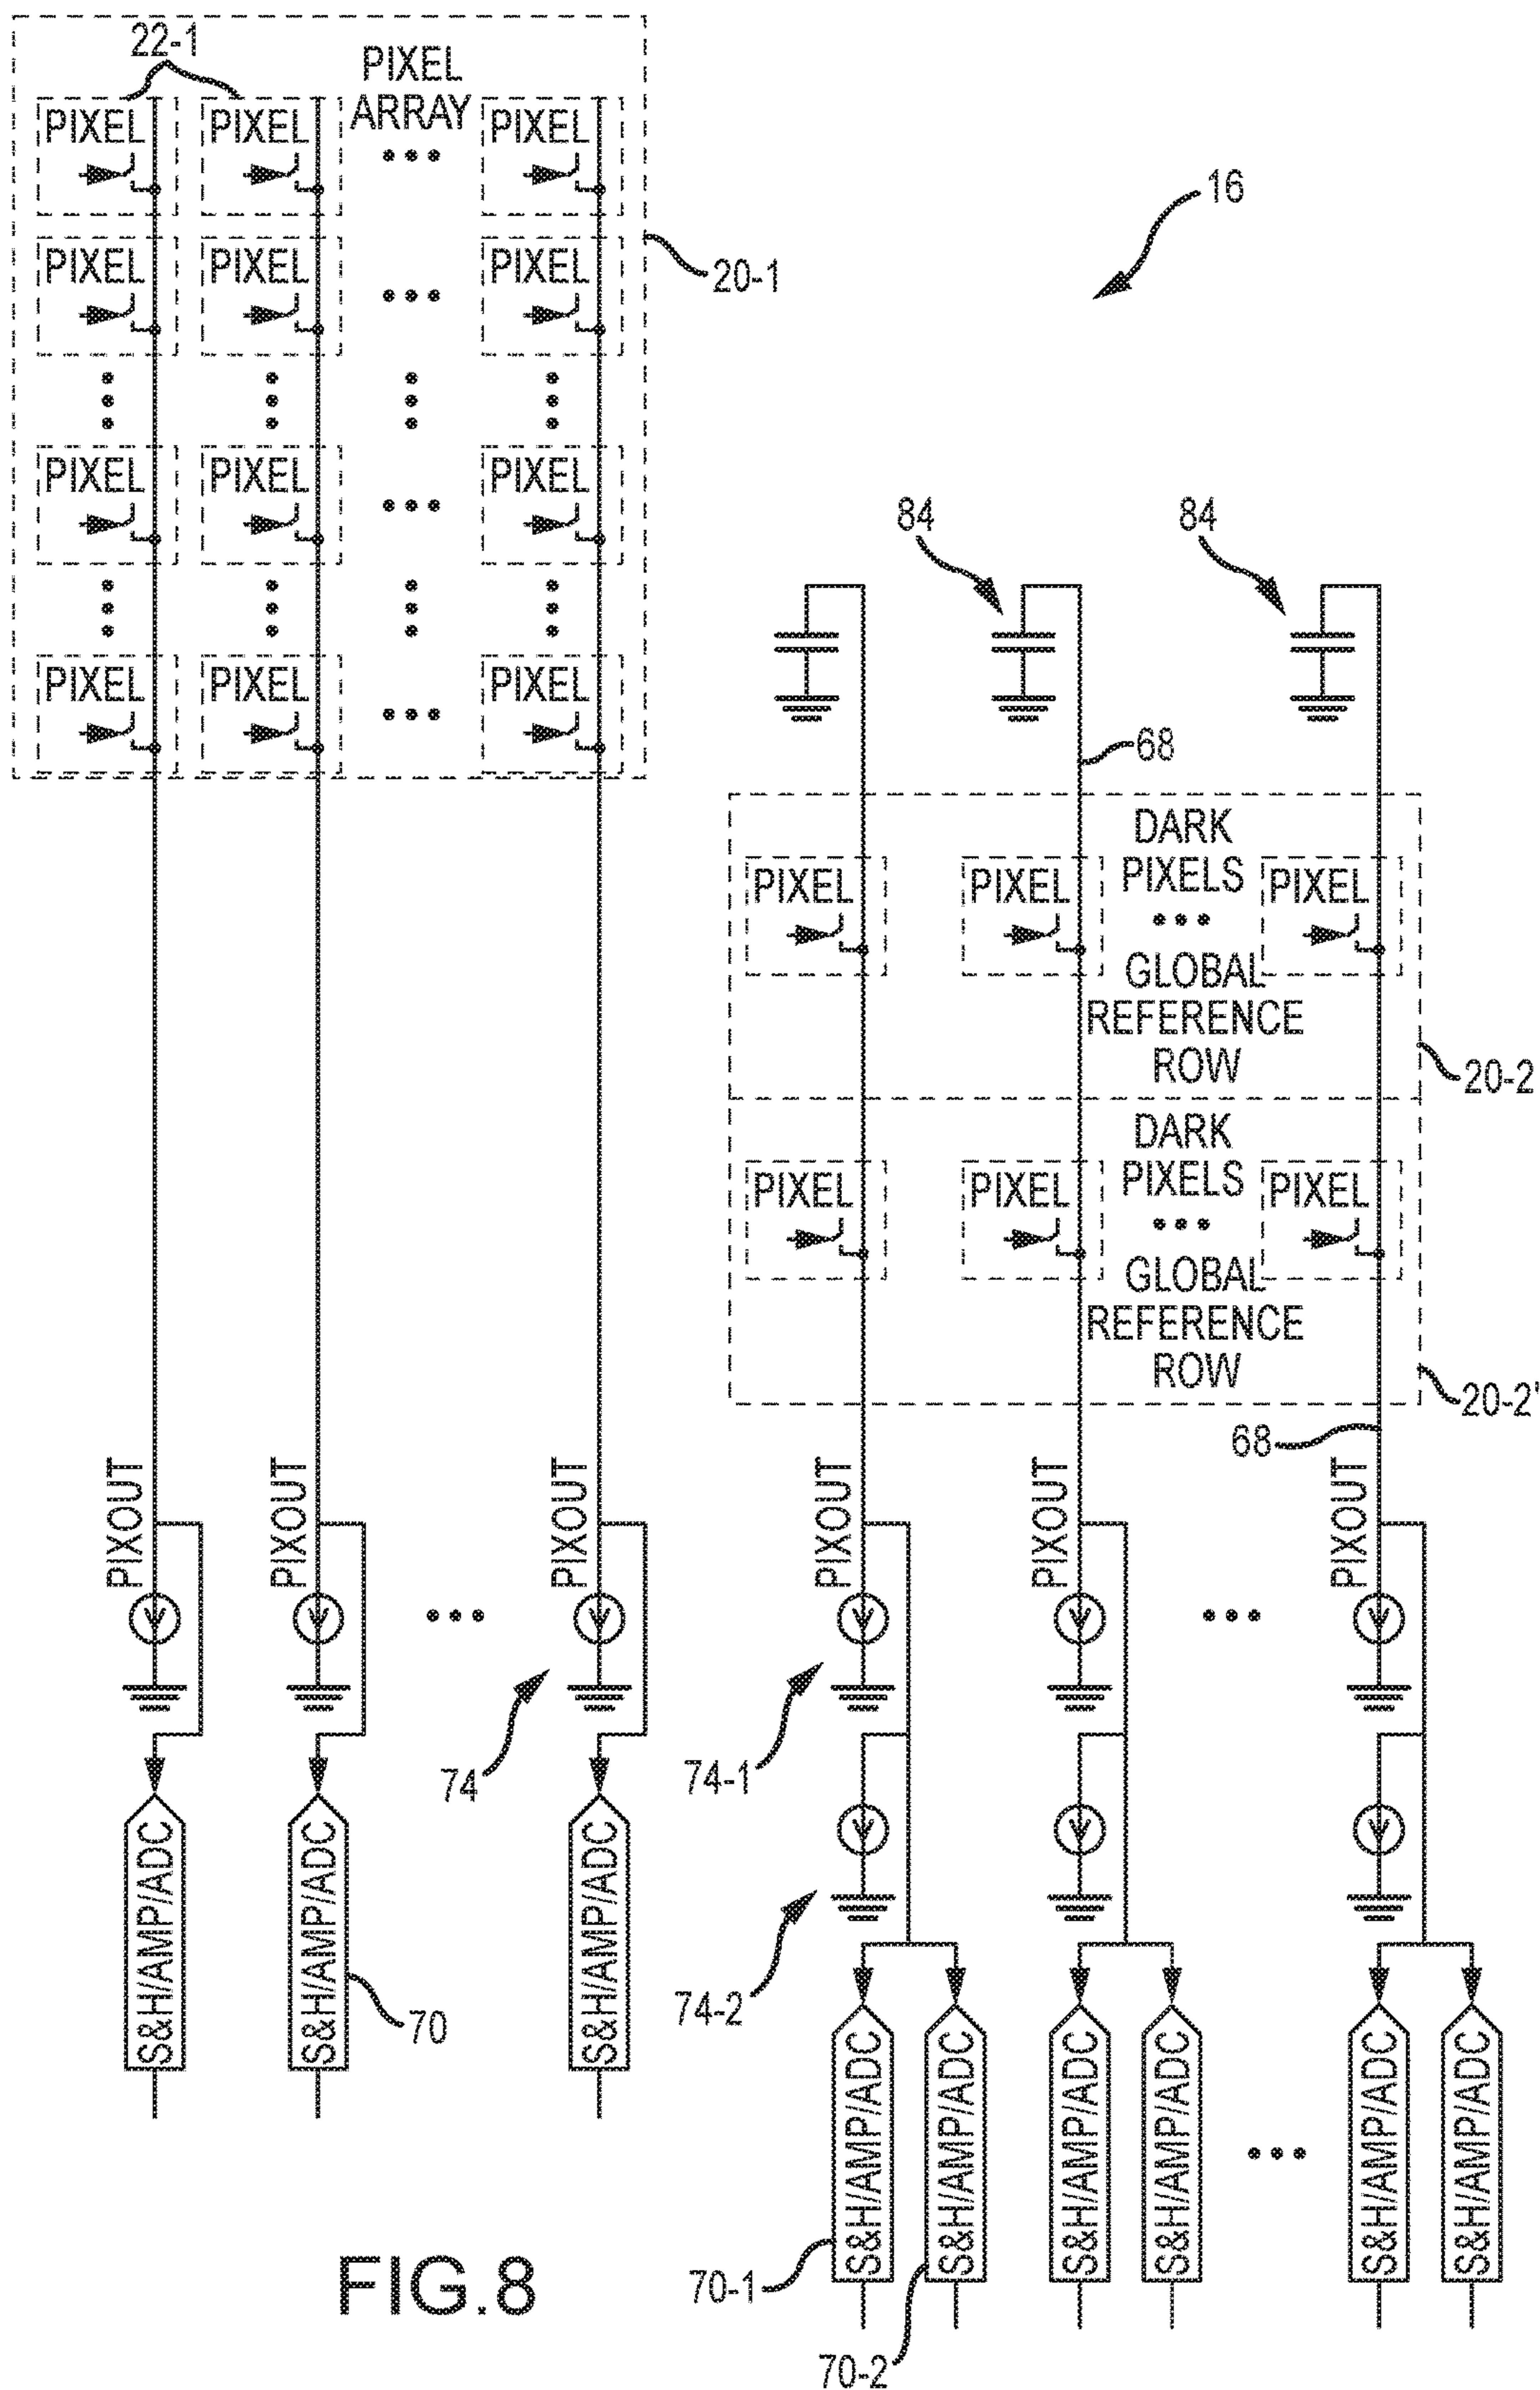 22-1
PIXEL
ARRAY
PIXEL PIXEL PIXEL
16
PIXEL PIXEL PIXEL
20-1
PIXEL PIXEL PIXEL
84 84
PIXEL PIXEL PIXEL
68
DARK
PIXELS
PIXEL PIXEL PIXEL
GLOBAL
REFERENCE
ROW
20-2
DARK
PIXELS
PIXEL PIXEL PIXEL
GLOBAL
REFERENCE
ROW
20-2'
68
PIXOUT PIXOUT PIXOUT PIXOUT PIXOUT PIXOUT
74 74-1
S&H/AMP/ADC S&H/AMP/ADC S&H/AMP/ADC
74-2
70
S&H/AMP/ADC S&H/AMP/ADC S&H/AMP/ADC S&H/AMP/ADC S&H/AMP/ADC S&H/AMP/ADC
70-1
70-2
FIG.8